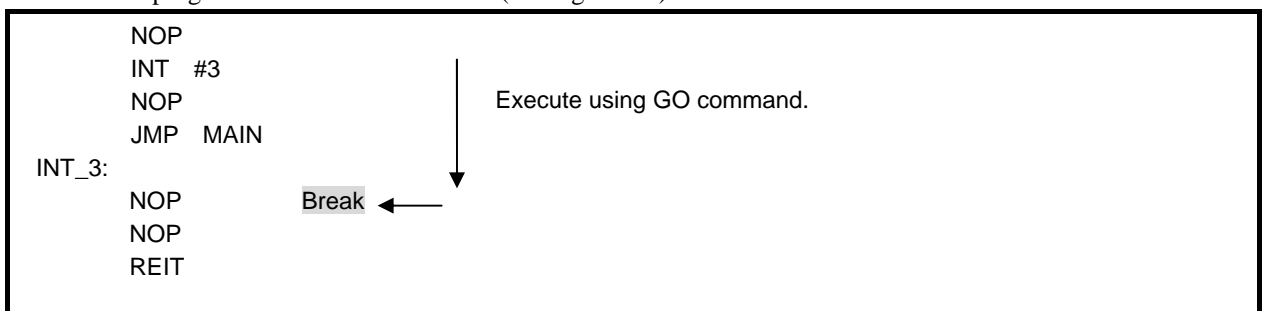 NOP
INT #3
NOP Execute using GO command.
JMP MAIN
INT_3:
NOP Break
NOP
REIT